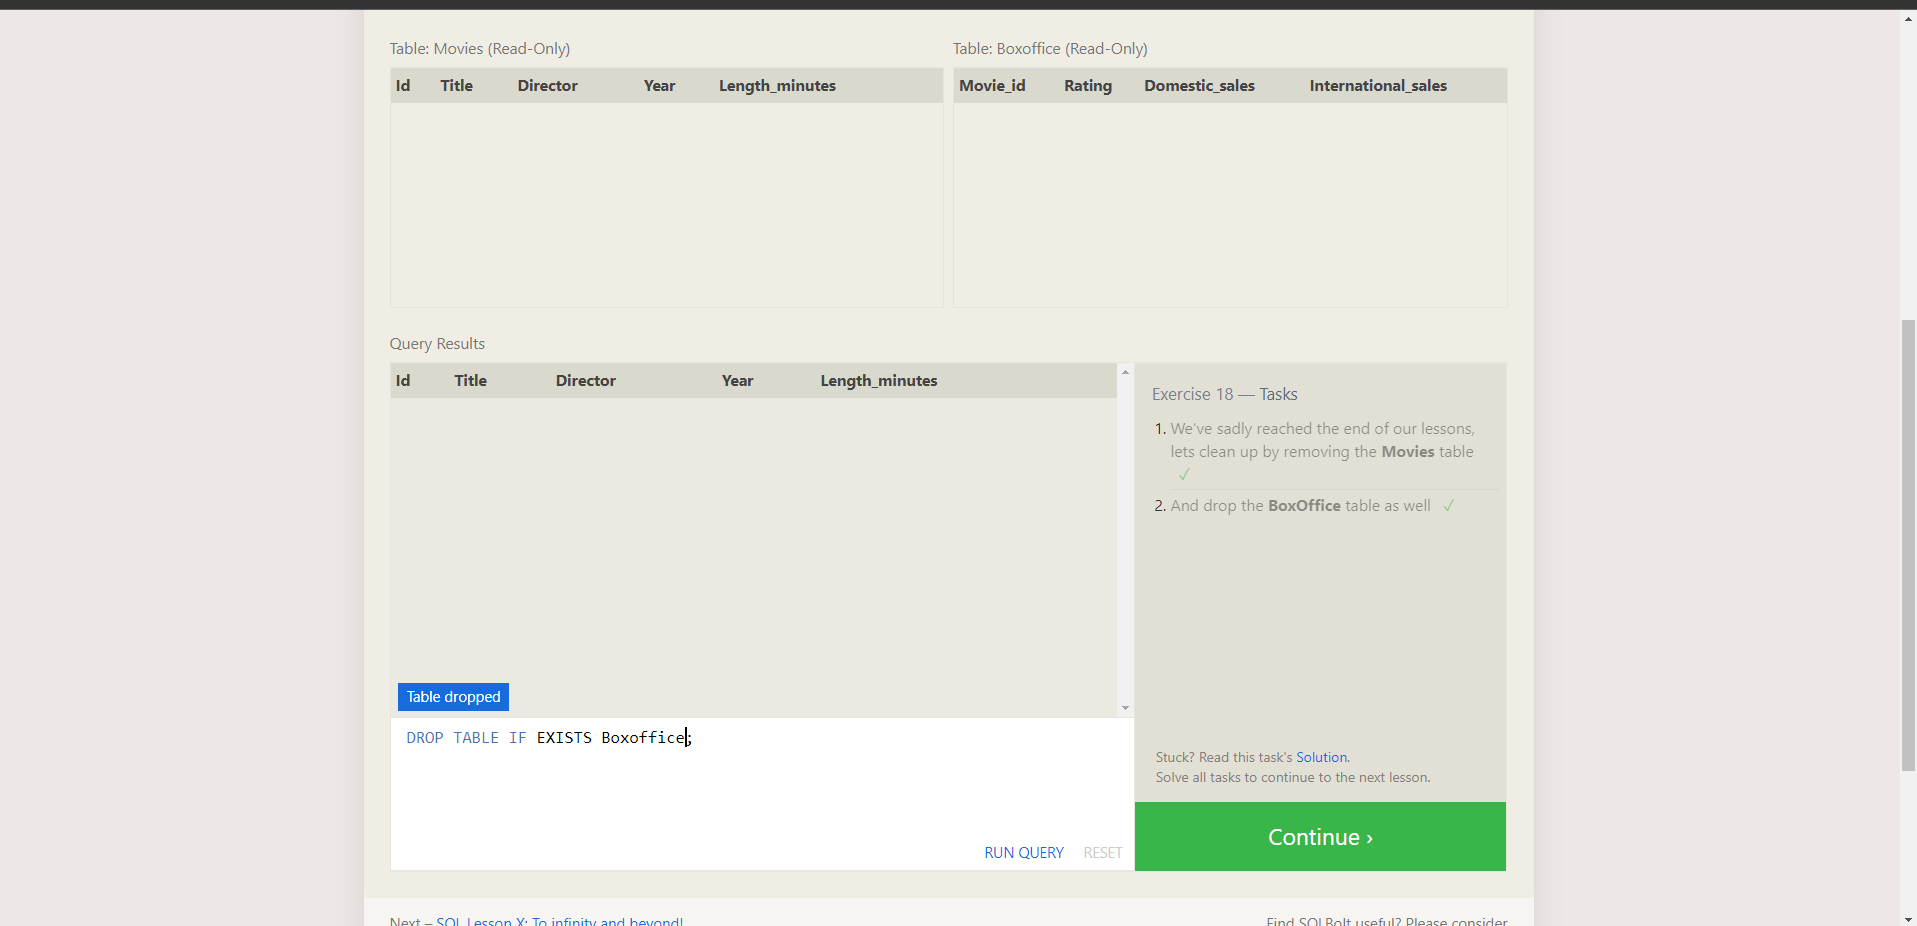 Table: Movies (Read-Only)
Id Title Director Year Length_minutes
Table: Boxoffice (Read-Only)
Movie_id Rating Domestic_sales International_sales
Query Results
Id Title Director Year Length_minutes
Table dropped
DROP TABLE IF EXISTS Boxoffice;
RUN QUERY RESET
Exercise 18 — Tasks
1. We've sadly reached the end of our lessons,
lets clean up by removing the Movies table
✓
2. And drop the BoxOffice table as well ✓
Stuck? Read this task's Solution.
Solve all tasks to continue to the next lesson.
Continue ›
Next – SQL Lesson X: To infinity and beyond!
Find SQLBolt useful? Please consider